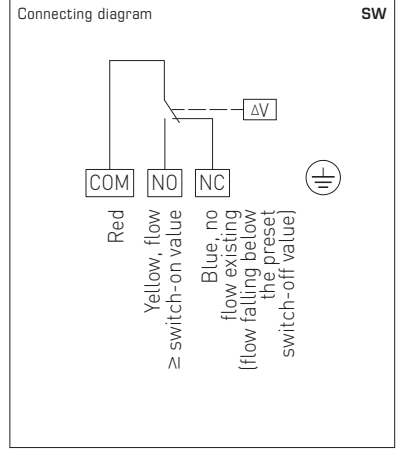 Connecting diagram
SW
ΔV
COM
NO
NC
Red
Yellow, flow
≥ switch-on value
Blue, no
flow existing
(flow falling below
the preset
switch-off value)